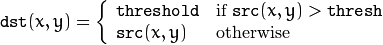 dst(x,y) = { threshold if src(x,y) > thresh
src(x,y) otherwise